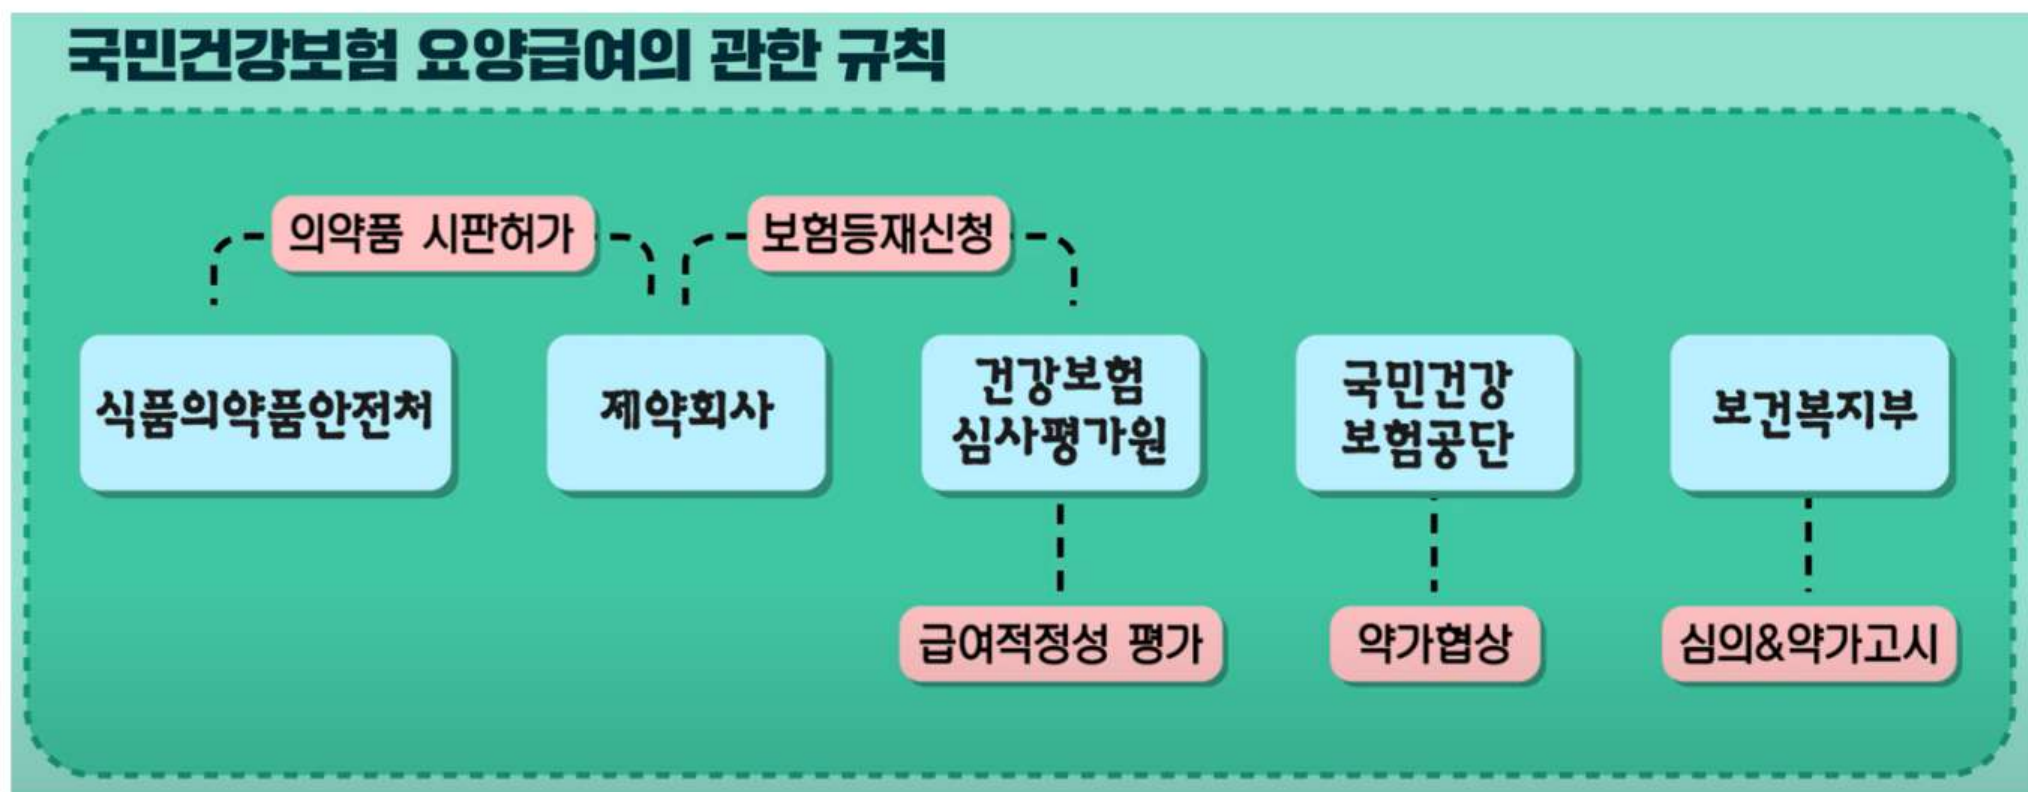 국민건강보험 요양급여의 관한 규칙
의약품 시판허가
보험등재신청
식품의약품안전처
제약회사
건강보험
심사평가원
국민건강
보험공단
보건복지부
급여적정성 평가
약가협상
심의&약가고시